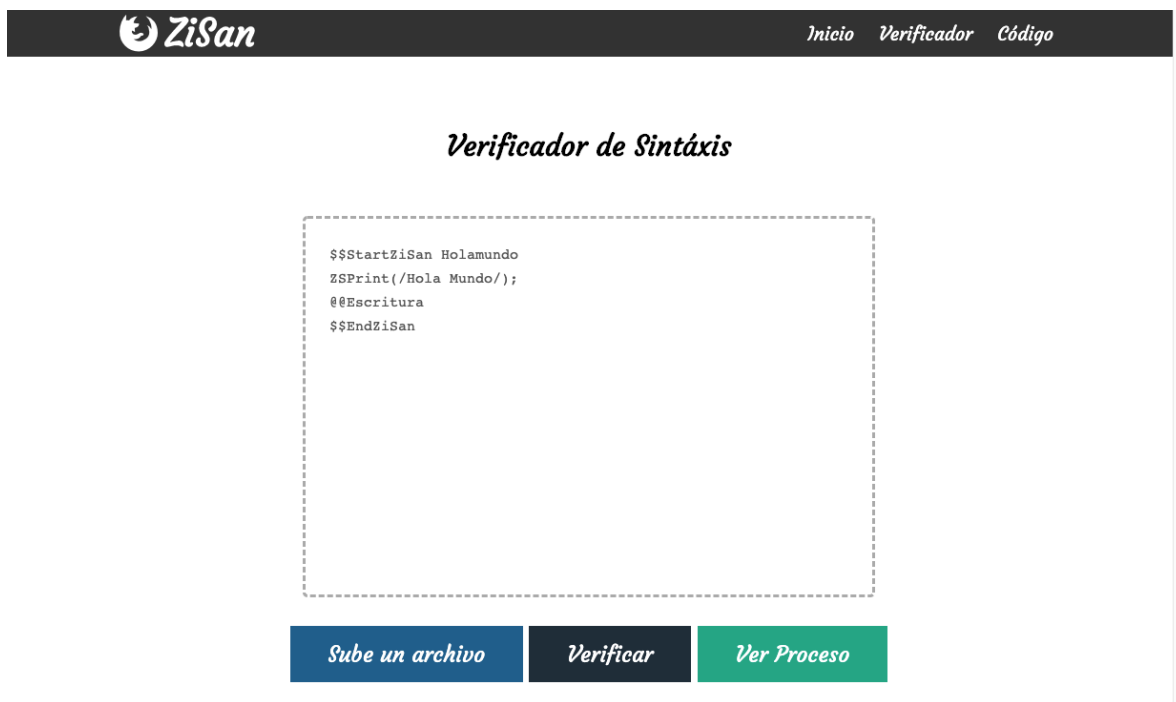 ZiSan
Inicio Verificador Código
Verificador de Sintáxis
$$StartZiSan Holamundo
ZSPrint(/Hola Mundo/);
@@Escritura
$$EndZiSan
Sube un archivo Verificar Ver Proceso